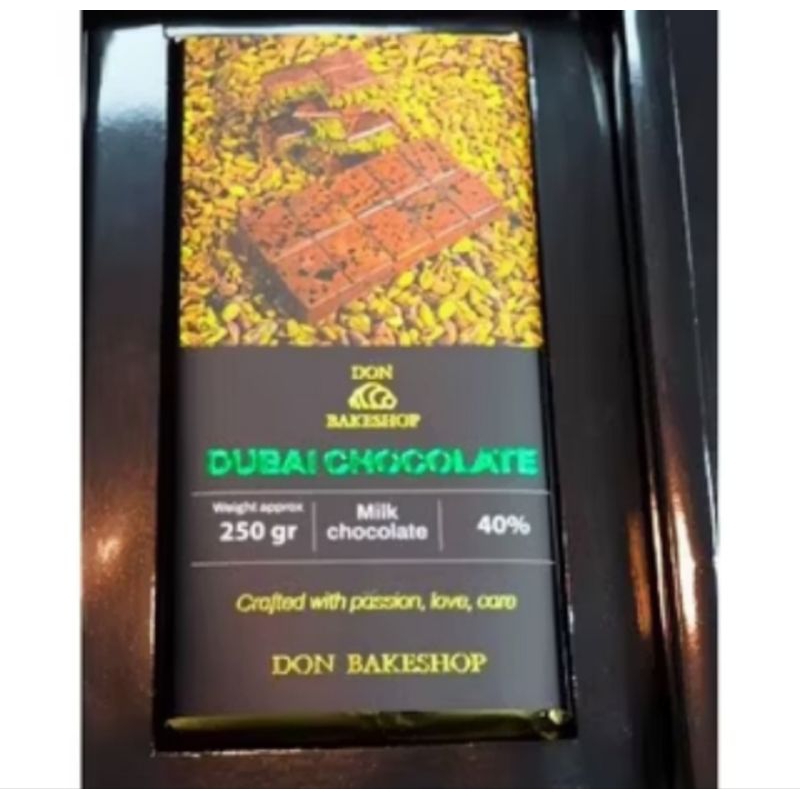 DON
BAKESHOP
DUBAI CHOCOLATE
Weight approx
250 gr
Milk
chocolate
40%
Crafted with passion, love, care
DON BAKESHOP